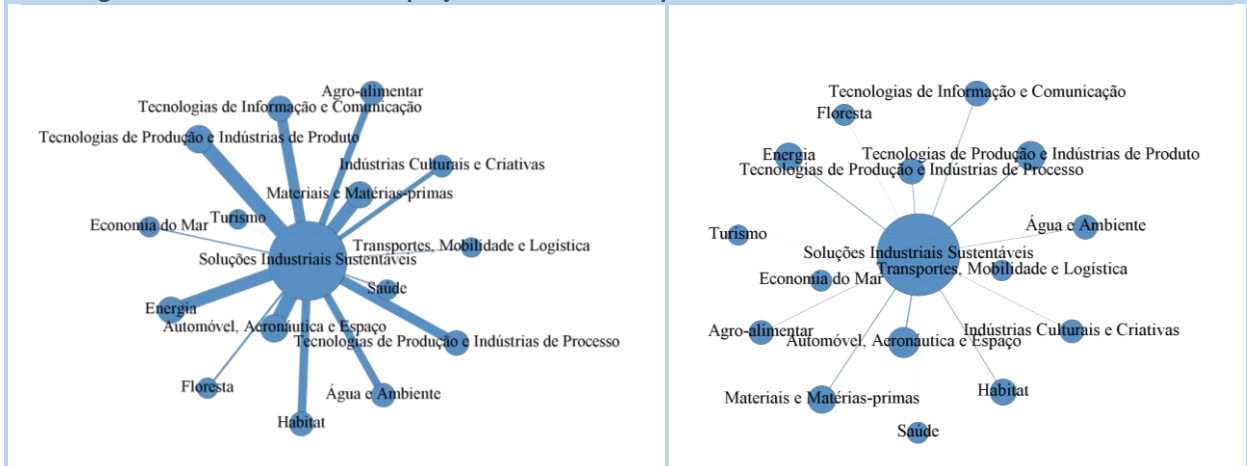 Agro-alimentar
Tecnologias de Informação e Comunicação
Tecnologias de Produção e Indústrias de Produto
Indústrias Culturais e Criativas
Materiais e Matérias-primas
Turismo
Economia do Mar
Transportes, Mobilidade e Logística
Soluções Industriais Sustentáveis
Saúde
Energia
Automóvel, Aeronáutica e Espaço
Tecnologias de Produção e Indústrias de Processo
Floresta
Água e Ambiente
Habitat
Tecnologias de Informação e Comunicação
Floresta
Energia
Tecnologias de Produção e Indústrias de Produto
Tecnologias de Produção e Indústrias de Processo
Água e Ambiente
Turismo
Soluções Industriais Sustentáveis
Transportes, Mobilidade e Logística
Economia do Mar
Agro-alimentar
Indústrias Culturais e Criativas
Automóvel, Aeronáutica e Espaço
Habitat
Materiais e Matérias-primas
Saúde